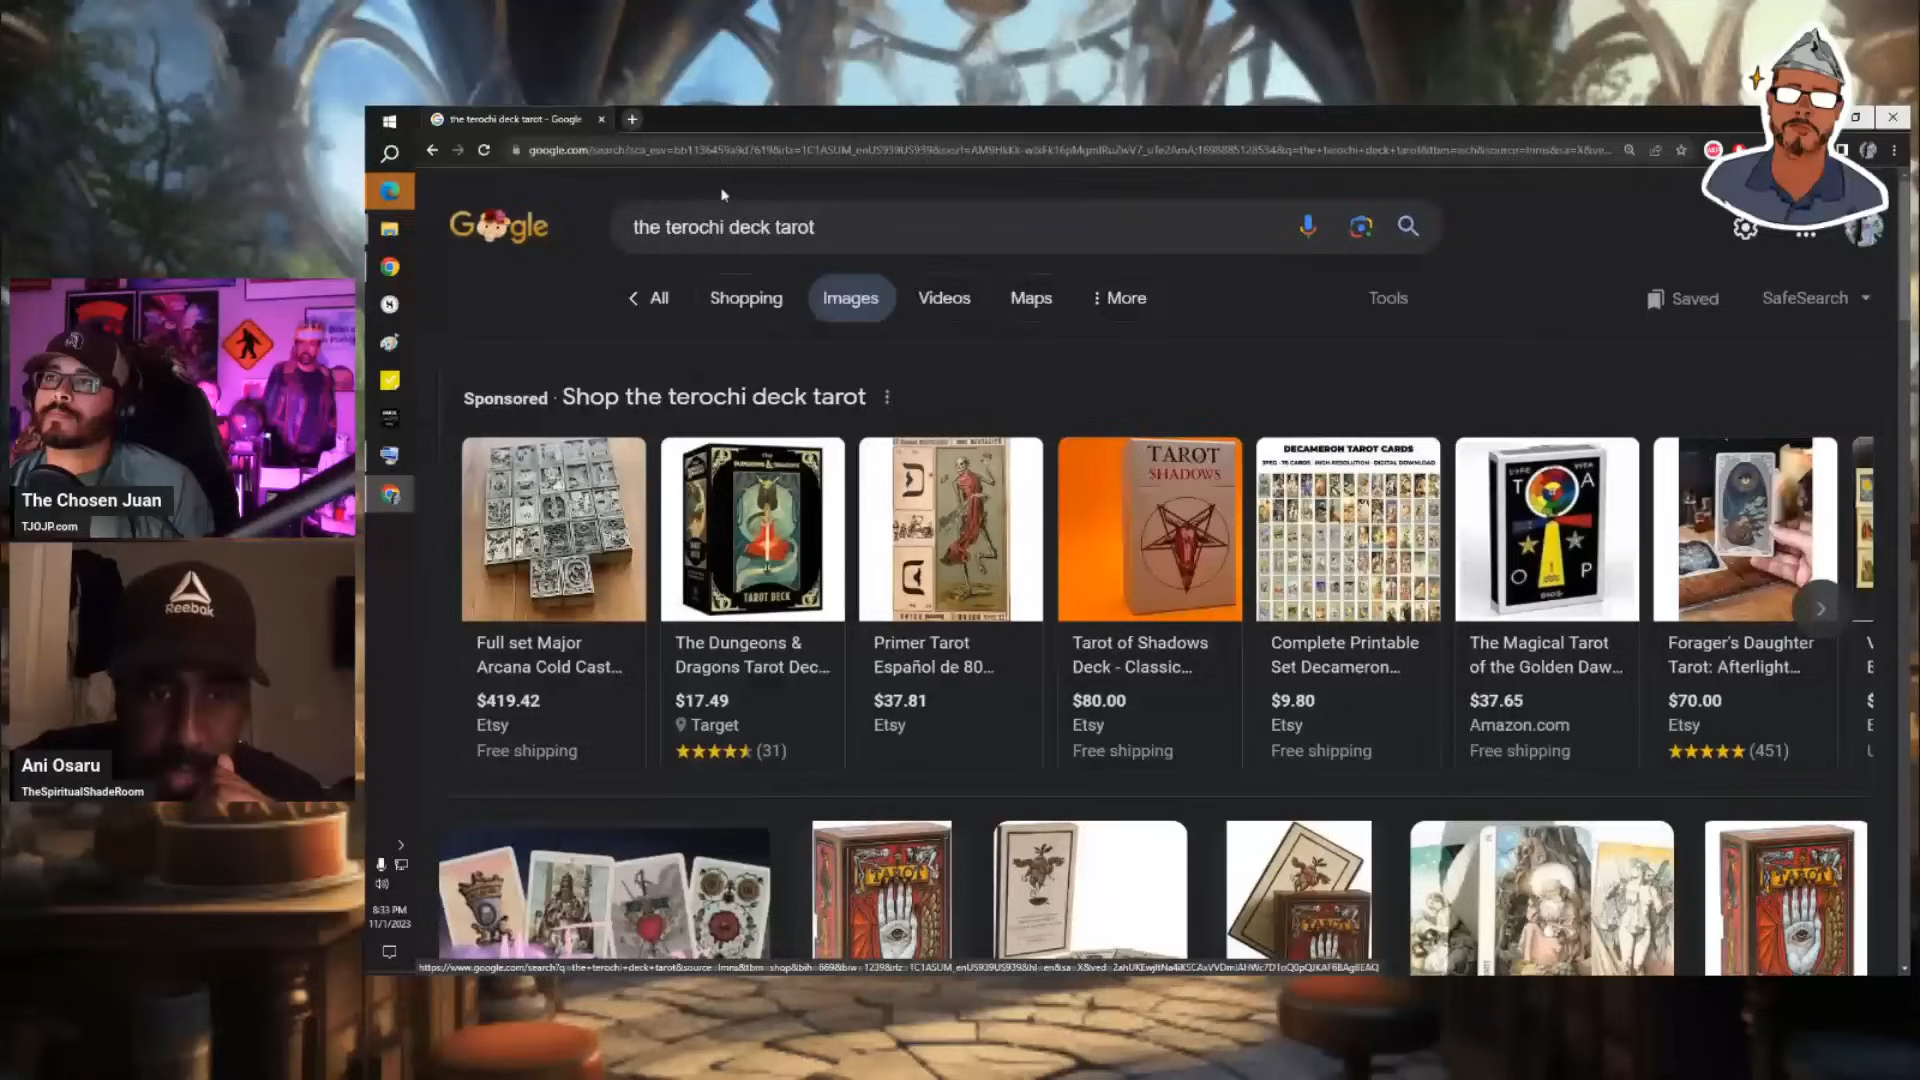 the terochi deck tarot - Google
Google
the terochi deck tarot
All
Shopping
Images
Videos
Maps
More
Tools
Saved
SafeSearch
Sponsored · Shop the terochi deck tarot
TAROT DECK
TAROT
SHADOWS
DECAMERON TAROT CARDS
T A
O P
Full set Major
Arcana Cold Cast...
$419.42
Etsy
Free shipping
The Dungeons &
Dragons Tarot Dec...
$17.49
Target
(31)
Primer Tarot
Español de 80...
$37.81
Etsy
Tarot of Shadows
Deck - Classic...
$80.00
Etsy
Free shipping
Complete Printable
Set Decameron...
$9.80
Etsy
Free shipping
The Magical Tarot
of the Golden Daw...
$37.65
Amazon.com
Free shipping
Forager's Daughter
Tarot: Afterlight...
$70.00
Etsy
(451)
TAROT
TAROT
The Chosen Juan
TJOJP.com
Reebok
Ani Osaru
TheSpiritualShadeRoom
8:33 PM
11/1/2023